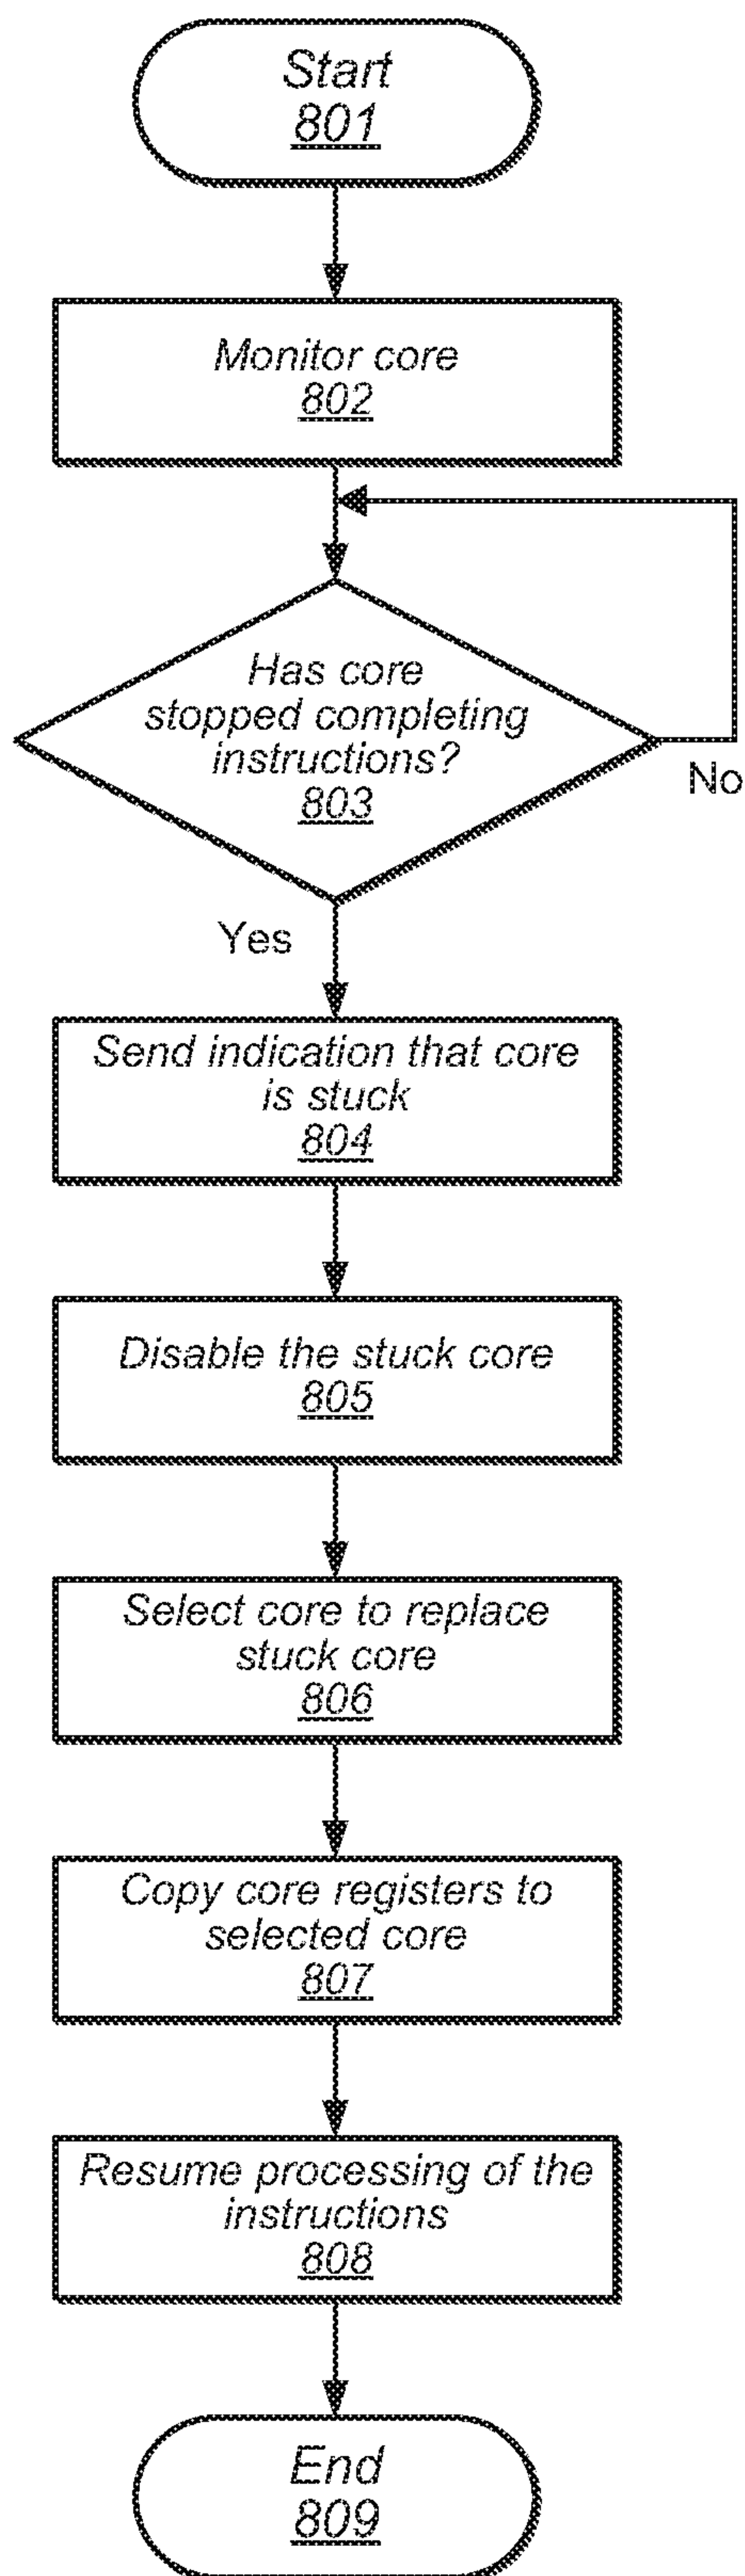 Start
801
Monitor core
802
Has core
stopped completing
instructions?
803
No
Yes
Send indication that core
is stuck
804
Disable the stuck core
805
Select core to replace
stuck core
806
Copy core registers to
selected core
807
Resume processing of the
instructions
808
End
809